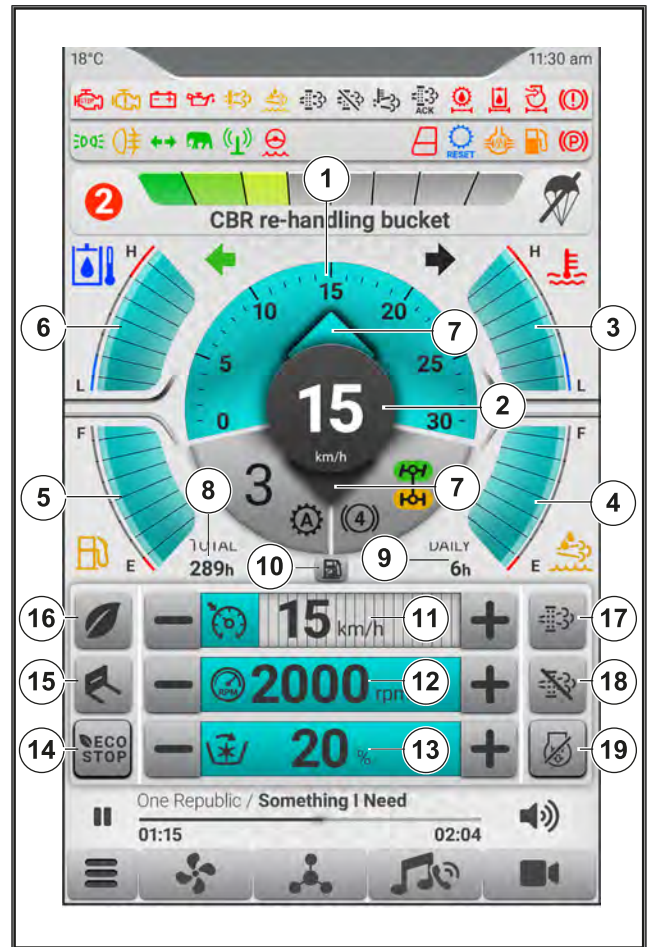 18°C 11:30 am
STOP
ACK
RESET
2
1
CBR re-handling bucket
H H
6 3
L L
0 5 10 15 20 25 30
7
15
km/h
2
F F
5 4
E E
8
3
A
4
7
TOTAL
289h
10
9
DAILY
6h
16 − 15 km/h 11 + 17
15 − RPM 2000 rpm 12 + 18
14 ECO STOP − 20 % 13 + 19
One Republic / Something I Need
01:15 02:04